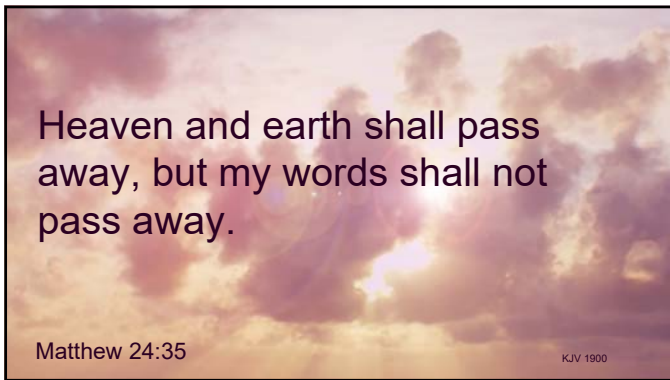 Heaven and earth shall pass
away, but my words shall not
pass away.
Matthew 24:35
KJV 1900